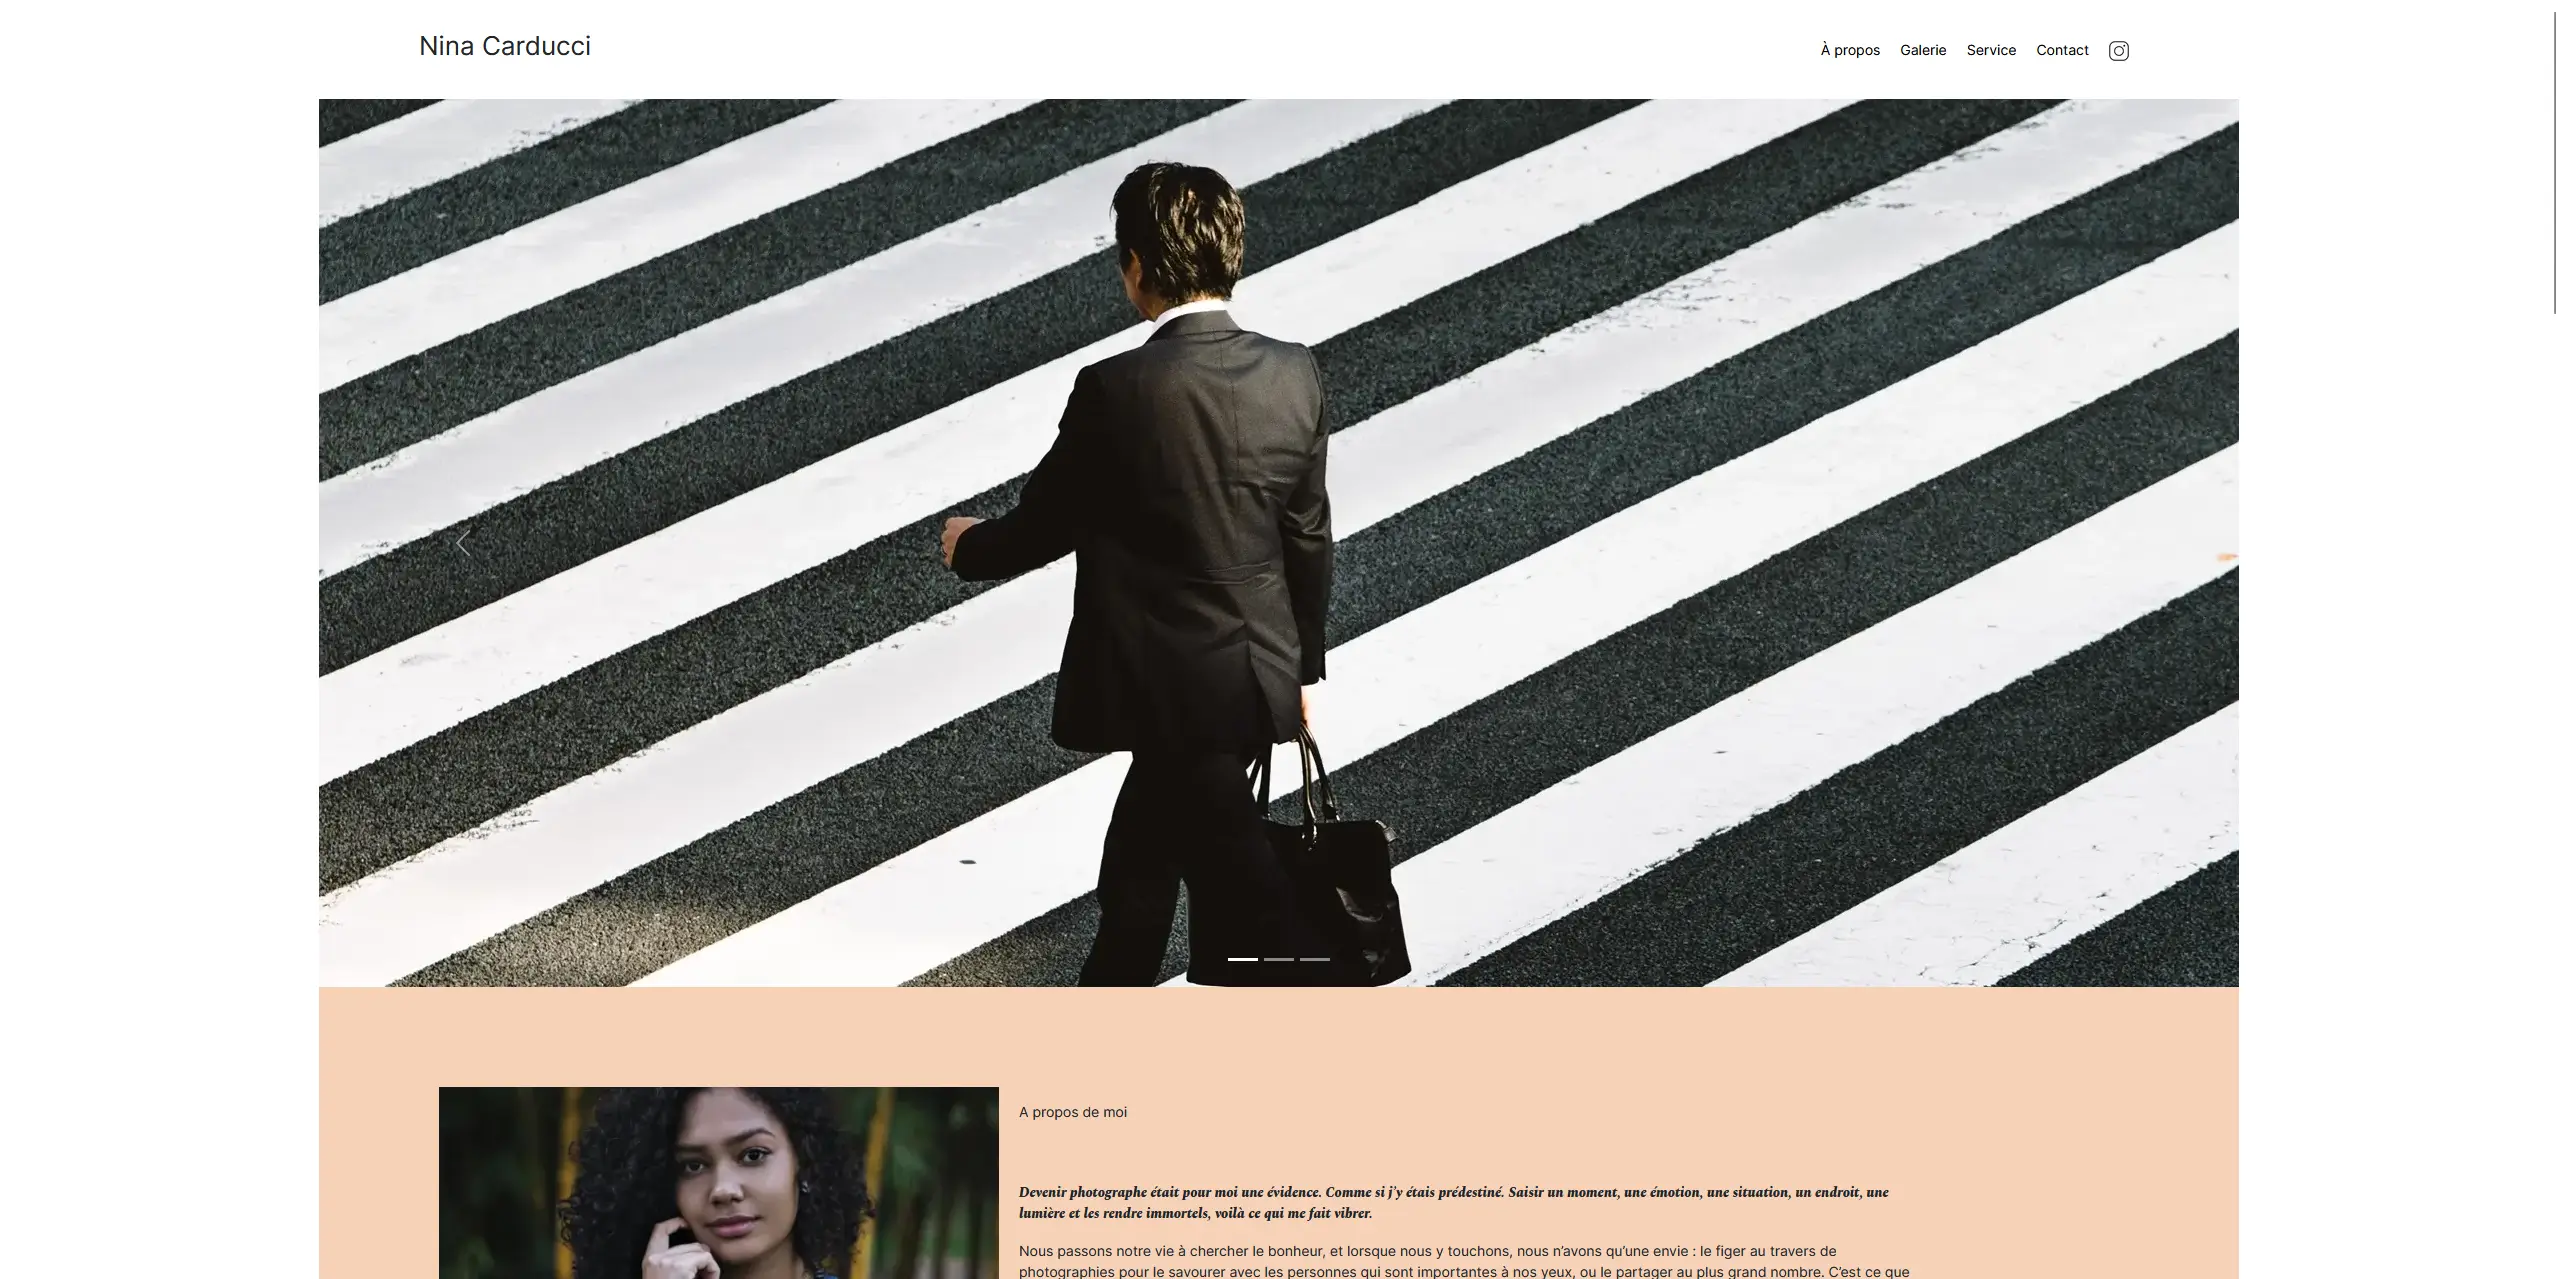 Nina Carducci
À propos Galerie Service Contact
A propos de moi
Devenir photographe était pour moi une évidence. Comme si j’y étais prédestiné. Saisir un moment, une émotion, une situation, un endroit, une
lumière et les rendre immortels, voilà ce qui me fait vibrer.
Nous passons notre vie à chercher le bonheur, et lorsque nous y touchons, nous n’avons qu’une envie : le figer au travers de
photographies pour le savourer avec les personnes qui sont importantes à nos yeux, ou le partager au plus grand nombre. C’est ce que